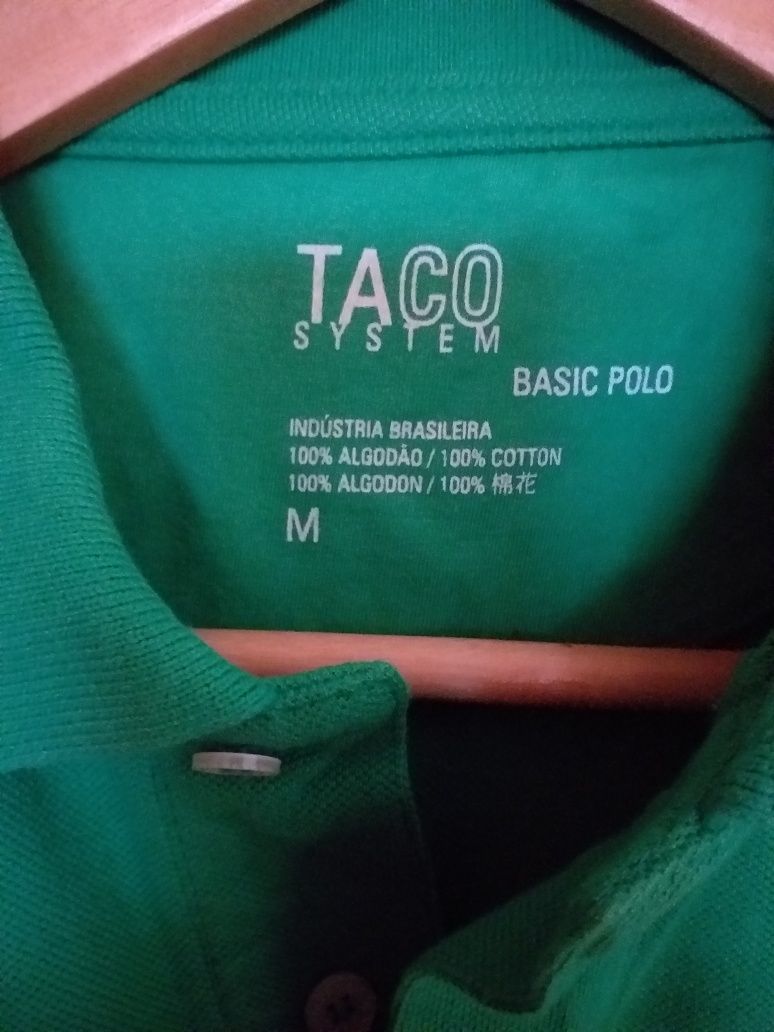 TACO
SYSTEM
BASIC POLO
INDÚSTRIA BRASILEIRA
100% ALGODÃO / 100% COTTON
100% ALGODON / 100% 棉花
M